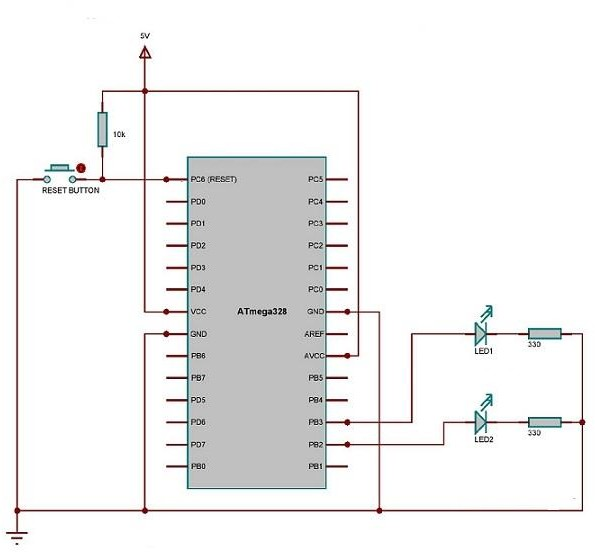 5V
10k
RESET BUTTON
PC6 (RESET)
PD0
PD1
PD2
PD3
PD4
VCC
GND
PB6
PB7
PD5
PD6
PD7
PB0
ATmega328
PC5
PC4
PC3
PC2
PC1
PC0
GND
AREF
AVCC
PB5
PB4
PB3
PB2
PB1
LED1
330
LED2
330